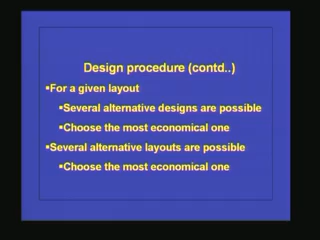 Design procedure (contd..)
▪For a given layout
▪Several alternative designs are possible
▪Choose the most economical one
▪Several alternative layouts are possible
▪Choose the most economical one